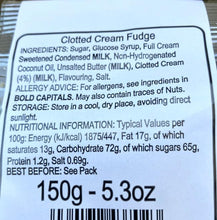 Clotted Cream Fudge
INGREDIENTS: Sugar, Glucose Syrup, Full Cream
Sweetened Condensed MILK, Non-Hydrogenated
Coconut Oil, Unsalted Butter (MILK), Clotted Cream
(4%) (MILK), Flavouring, Salt.
ALLERGY ADVICE: For allergens, see ingredients in
BOLD CAPITALS. May also contain traces of Nuts.
STORAGE: Store in a cool, dry place, avoiding direct
sunlight.
NUTRITIONAL INFORMATION: Typical Values per
100g: Energy (kJ/kcal) 1875/447, Fat 17g, of which
saturates 13g, Carbohydrate 72g, of which sugars 65g,
Protein 1.2g, Salt 0.69g.
BEST BEFORE: See Pack
150g - 5.3oz